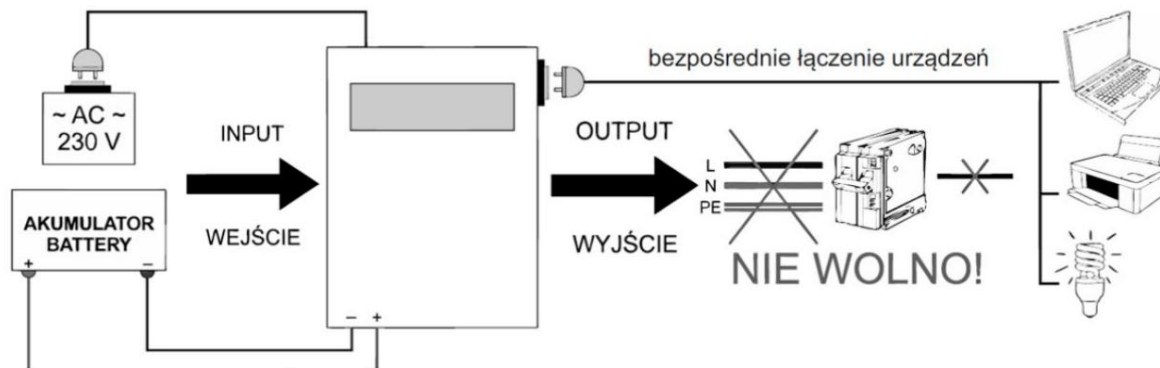 bezpośrednie łączenie urządzeń
~ AC ~
230 V
INPUT
WEJŚCIE
OUTPUT
WYJŚCIE
L
N
PE
AKUMULATOR
BATTERY
+ −
− +
NIE WOLNO!